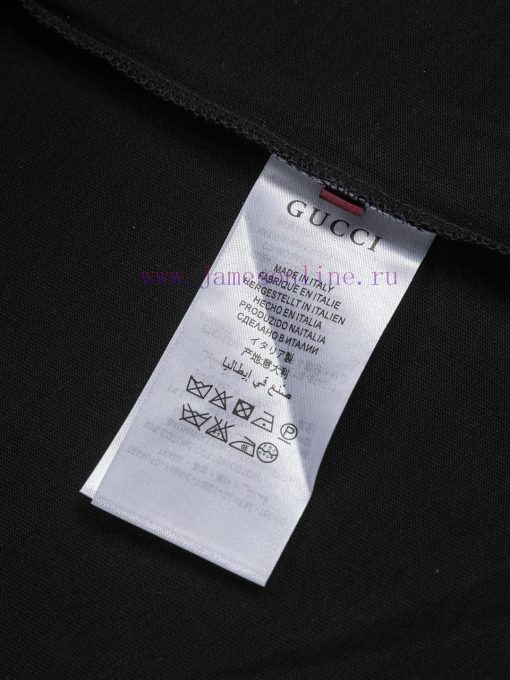 GUCCI
www.jamesonline.ru
MADE IN ITALY
FABRIQUE EN ITALIE
HERGESTELLT IN ITALIEN
HECHO EN ITALIA
PRODUZIDO NA ITALIA
СДЕЛАНО В ИТАЛИИ
イタリア製
产地意大利
صنع في إيطاليا
P